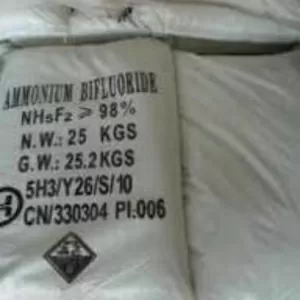 AMMONIUM BIFLUORIDE
NH5F2 ≥ 98%
N.W.: 25 KGS
G.W.: 25.2KGS
5H3/Y26/S/10
CN/330304 PI:006